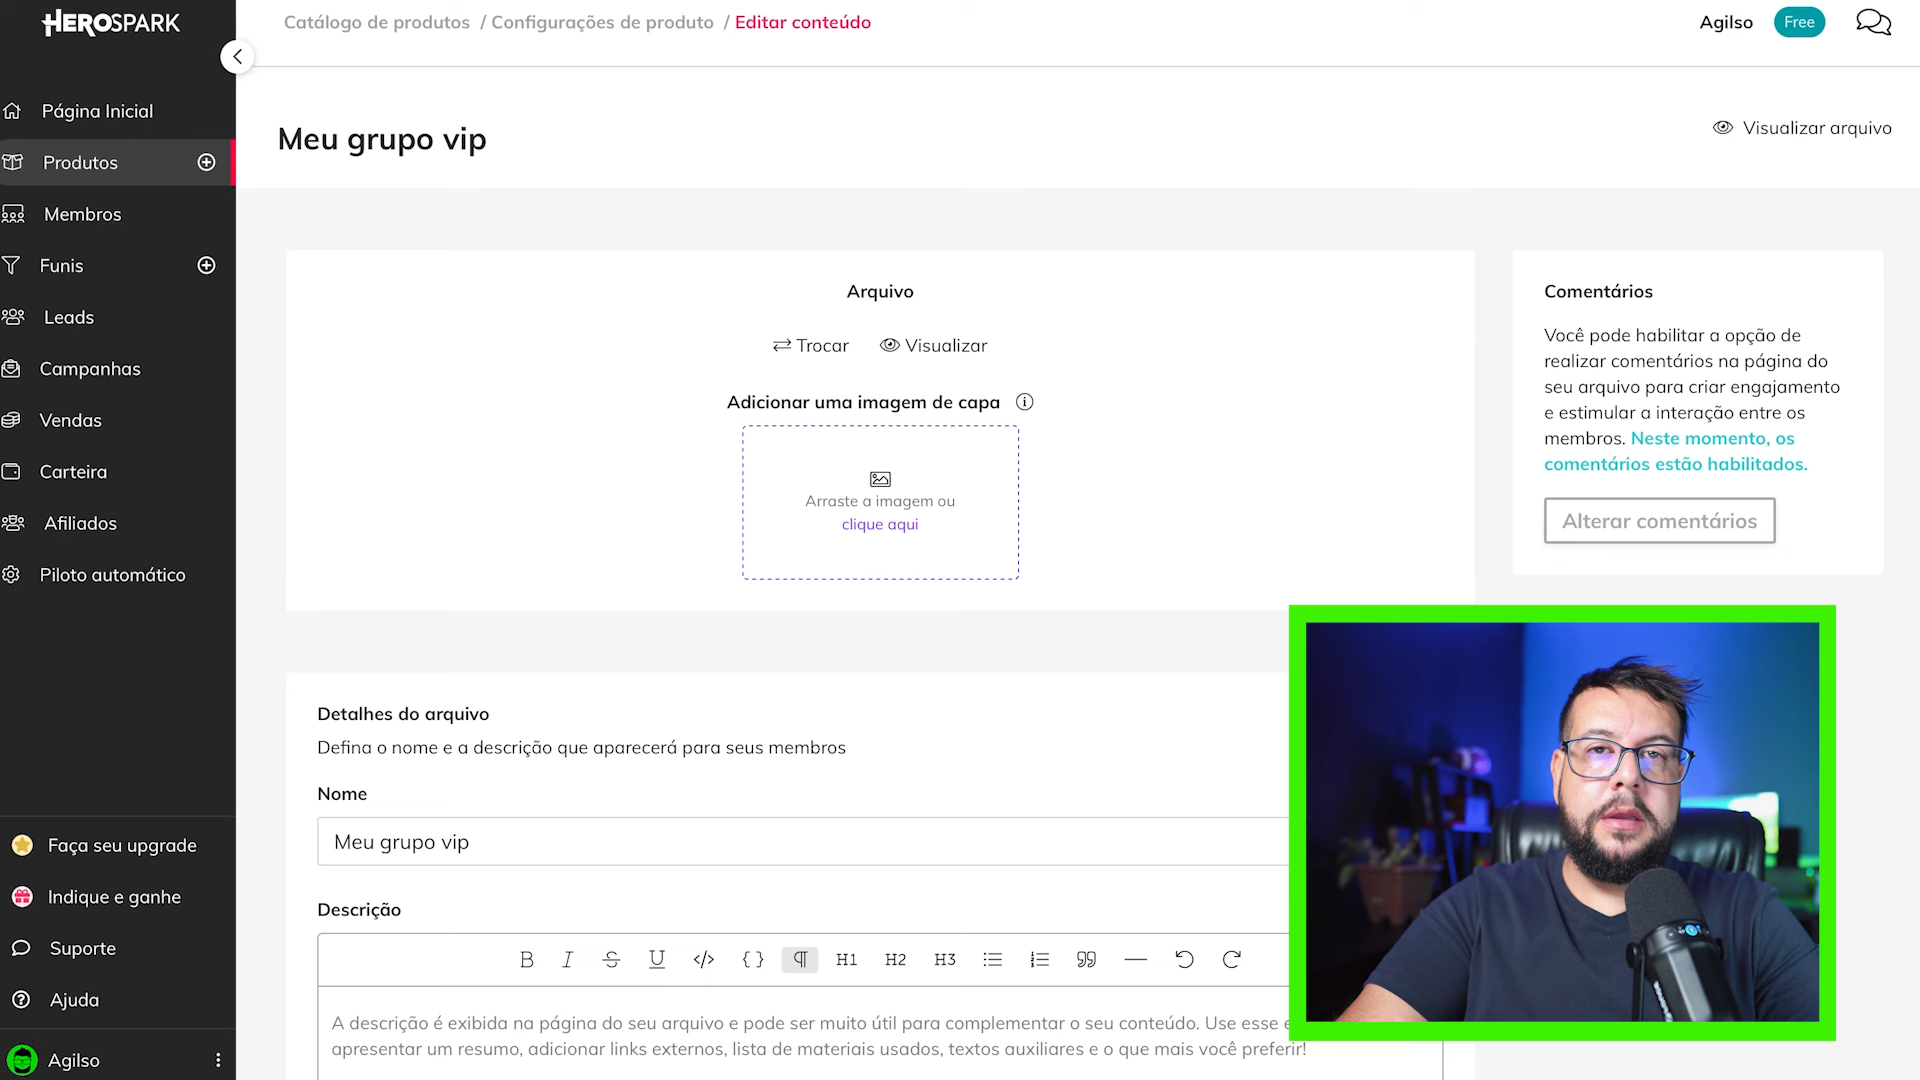 HEROSPARK
Catálogo de produtos / Configurações de produto / Editar conteúdo
Agilso
Free
Página Inicial
Produtos
Membros
Funis
Leads
Campanhas
Vendas
Carteira
Afiliados
Piloto automático
Faça seu upgrade
Indique e ganhe
Suporte
Ajuda
Agilso
Meu grupo vip
Visualizar arquivo
Arquivo
Trocar
Visualizar
Adicionar uma imagem de capa
Arraste a imagem ou
clique aqui
Comentários
Você pode habilitar a opção de
realizar comentários na página do
seu arquivo para criar engajamento
e estimular a interação entre os
membros. Neste momento, os
comentários estão habilitados.
Alterar comentários
Detalhes do arquivo
Defina o nome e a descrição que aparecerá para seus membros
Nome
Meu grupo vip
Descrição
B I S U </> {} ¶ H1 H2 H3
A descrição é exibida na página do seu arquivo e pode ser muito útil para complementar o seu conteúdo. Use esse
apresentar um resumo, adicionar links externos, lista de materiais usados, textos auxiliares e o que mais você preferir!